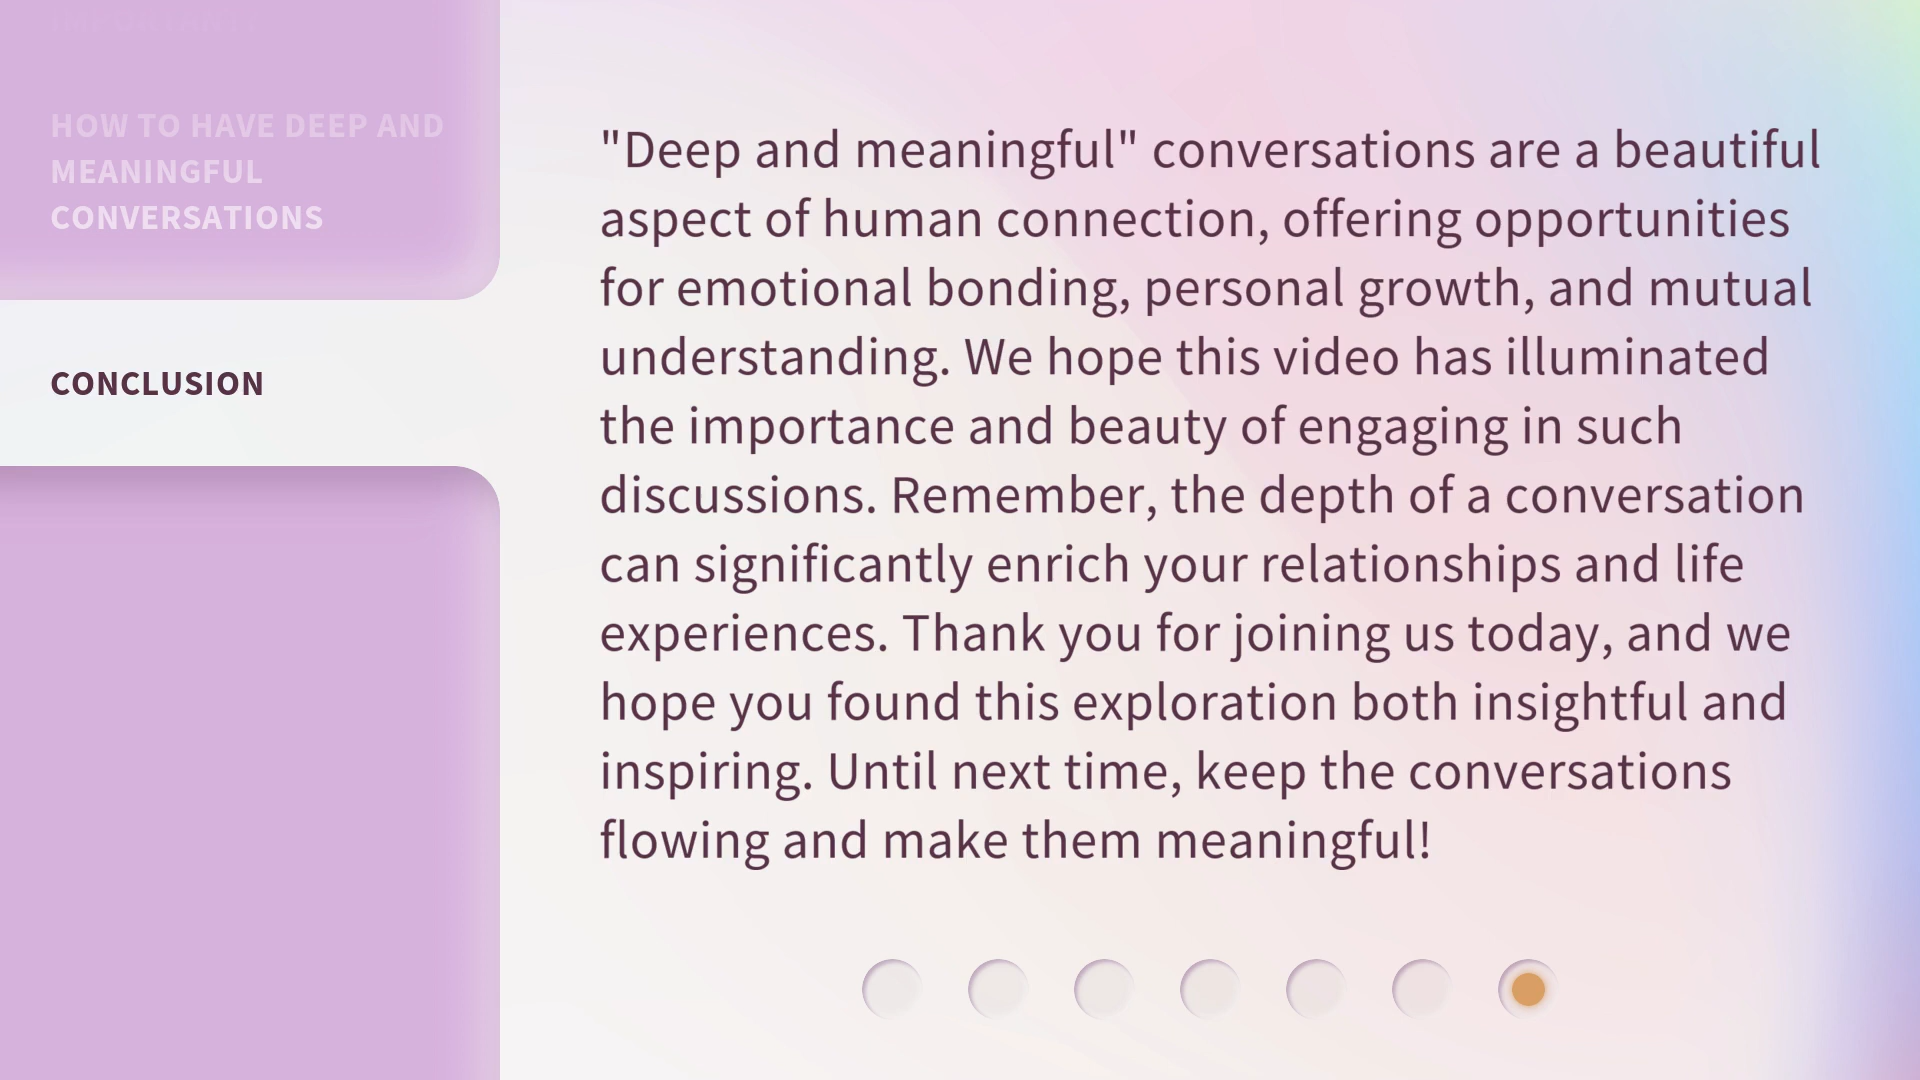 HOW TO HAVE DEEP AND
MEANINGFUL
CONVERSATIONS
CONCLUSION
"Deep and meaningful" conversations are a beautiful
aspect of human connection, offering opportunities
for emotional bonding, personal growth, and mutual
understanding. We hope this video has illuminated
the importance and beauty of engaging in such
discussions. Remember, the depth of a conversation
can significantly enrich your relationships and life
experiences. Thank you for joining us today, and we
hope you found this exploration both insightful and
inspiring. Until next time, keep the conversations
flowing and make them meaningful!